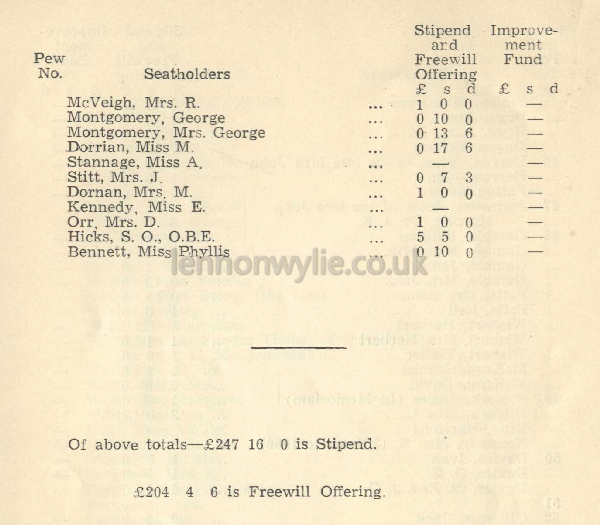 Stipend Improve-
and ment
Pew Freewill Fund
No. Seatholders Offering
£ s d £ s d
McVeigh, Mrs. R. ... 1 0 0 —
Montgomery, George ... 0 10 0 —
Montgomery, Mrs. George ... 0 13 6 —
Dorrian, Miss M. ... 0 17 6 —
Stannage, Miss A. ... — —
Stitt, Mrs. J. ... 0 7 3 —
Dornan, Mrs. M. ... 1 0 0 —
Kennedy, Miss E. ... — —
Orr, Mrs. D. ... 1 0 0 —
Hicks, S. O., O.B.E. ... 5 5 0 —
Bennett, Miss Phyllis ... 0 10 0 —
lennonwylie.co.uk
Of above totals—£247 16 0 is Stipend.
£204 4 6 is Freewill Offering.